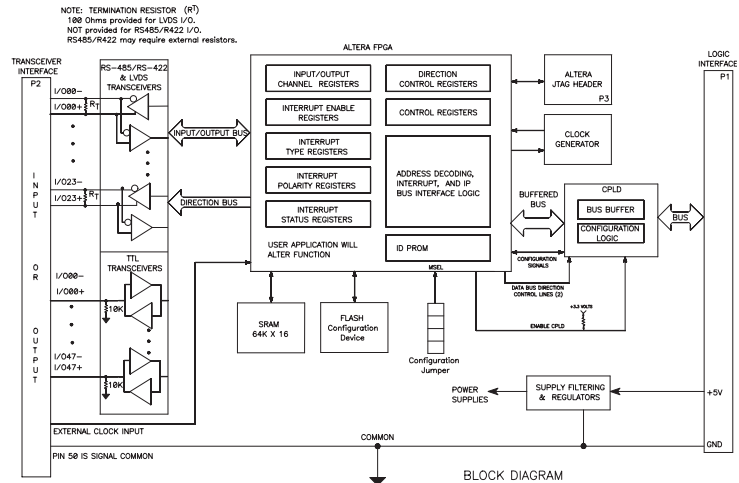 NOTE: TERMINATION RESISTOR (RT)
100 Ohms provided for LVDS I/O.
NOT provided for RS485/R422 I/O.
RS485/R422 may require external resistors.
TRANSCEIVER
INTERFACE
P2
INPUT
OR
OUTPUT
RS-485/RS-422
& LVDS
TRANSCEIVERS
I/O00-
I/O00+
RT
I/O23-
I/O23+
RT
TTL
TRANSCEIVERS
I/O00-
I/O00+
10K
I/O47-
I/O47+
10K
INPUT/OUTPUT BUS
DIRECTION BUS
ALTERA FPGA
INPUT/OUTPUT
CHANNEL REGISTERS
INTERRUPT ENABLE
REGISTERS
INTERRUPT
TYPE REGISTERS
INTERRUPT
POLARITY REGISTERS
INTERRUPT
STATUS REGISTERS
USER APPLICATION WILL
ALTER FUNCTION
DIRECTION
CONTROL REGISTERS
CONTROL REGISTERS
ADDRESS DECODING,
INTERRUPT, AND IP
BUS INTERFACE LOGIC
ID PROM
MSEL
ALTERA
JTAG HEADER
P3
CLOCK
GENERATOR
BUFFERED
BUS
CPLD
BUS BUFFER
CONFIGURATION
LOGIC
BUS
LOGIC
INTERFACE
P1
CONFIGURATION
SIGNALS
DATA BUS DIRECTION
CONTROL LINES (2)
+3.3 VOLTS
ENABLE CPLD
SRAM
64K X 16
FLASH
Configuration
Device
Configuration
Jumper
POWER
SUPPLIES
SUPPLY FILTERING
& REGULATORS
+5V
EXTERNAL CLOCK INPUT
COMMON
GND
PIN 50 IS SIGNAL COMMON
BLOCK DIAGRAM